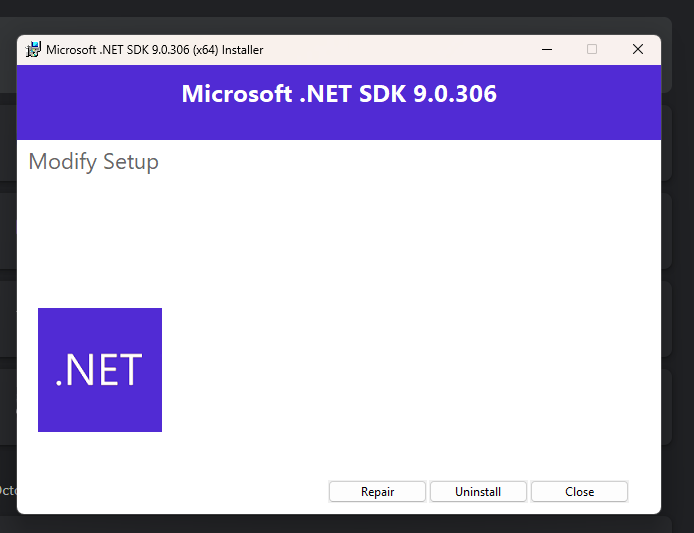 Microsoft .NET SDK 9.0.306 (x64) Installer
Microsoft .NET SDK 9.0.306
Modify Setup
.NET
Octo
Repair Uninstall Close